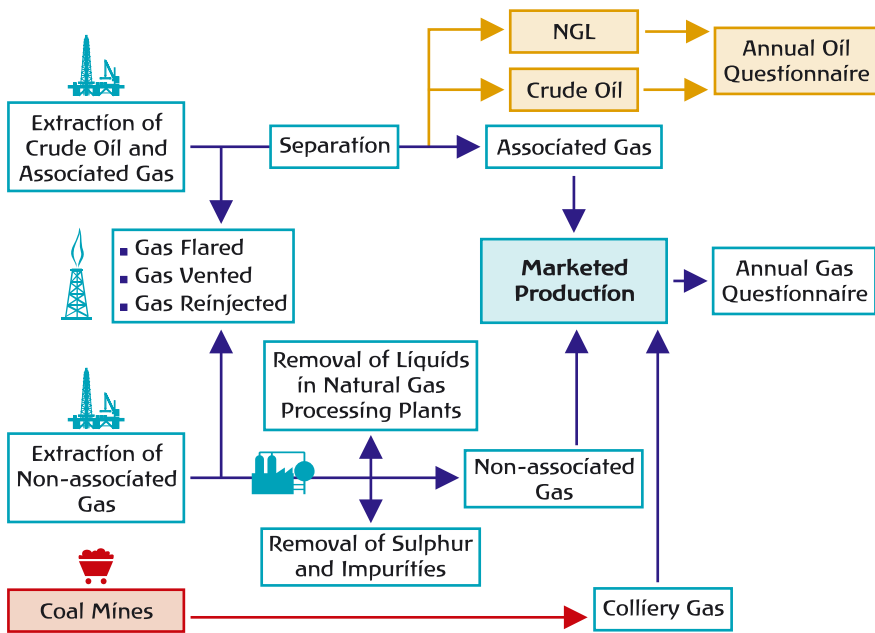 NGL
Annual Oil
Questionnaire
Crude Oil
Extraction of
Crude Oil and
Associated Gas
Separation
Associated Gas
▪ Gas Flared
▪ Gas Vented
▪ Gas Reinjected
Marketed
Production
Annual Gas
Questionnaire
Removal of Liquids
in Natural Gas
Processing Plants
Extraction of
Non-associated
Gas
Non-associated
Gas
Removal of Sulphur
and Impurities
Coal Mines
Colliery Gas